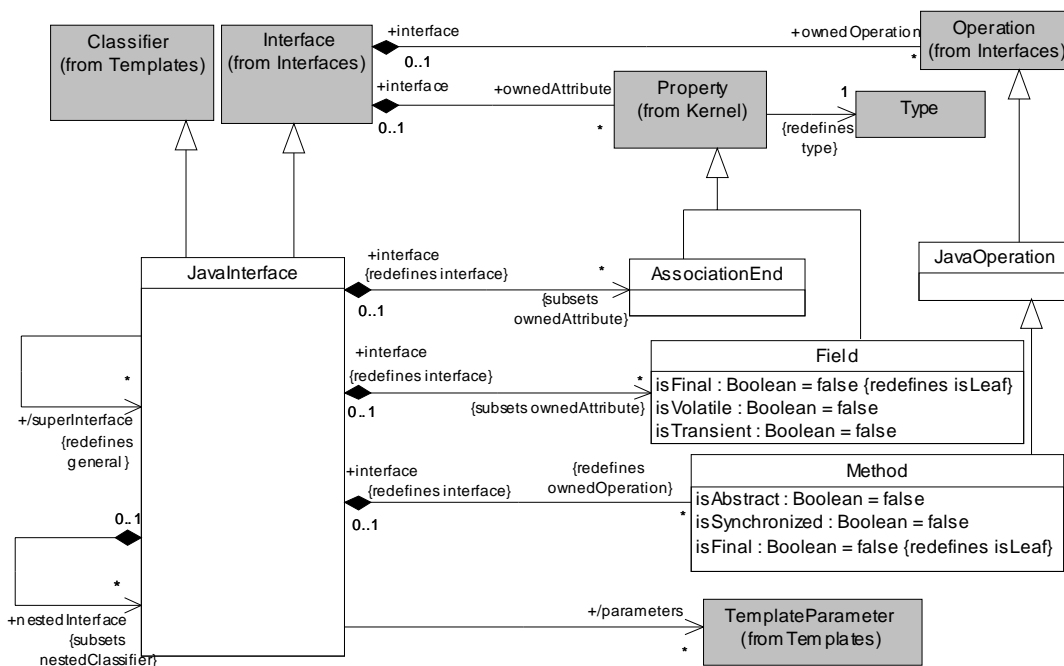 Classifier
(from Templates)
Interface
(from Interfaces)
+interface
0..1
+ownedOperation
*
Operation
(from Interfaces)
+interface
0..1
+ownedAttribute
*
Property
(from Kernel)
1
{redefines
type}
Type
JavaInterface
+interface
{redefines interface}
0..1
*
{subsets
ownedAttribute}
AssociationEnd
JavaOperation
+interface
{redefines interface}
0..1
*
{subsets ownedAttribute}
Field
isFinal : Boolean = false {redefines isLeaf}
isVolatile : Boolean = false
isTransient : Boolean = false
*
+/superInterface
{redefines
general}
+interface
{redefines interface}
0..1
{redefines
ownedOperation}
*
Method
isAbstract : Boolean = false
isSynchronized : Boolean = false
isFinal : Boolean = false {redefines isLeaf}
0..1
*
+nestedInterface
{subsets
nestedClassifier}
+/parameters
*
TemplateParameter
(from Templates)